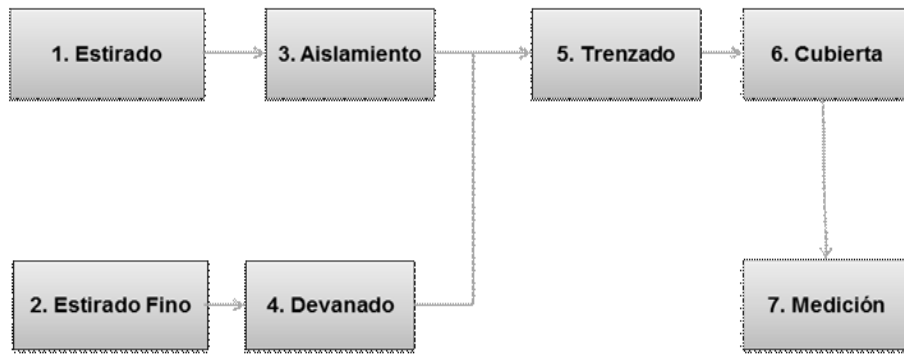 1. Estirado
3. Aislamiento
5. Trenzado
6. Cubierta
2. Estirado Fino
4. Devanado
7. Medición